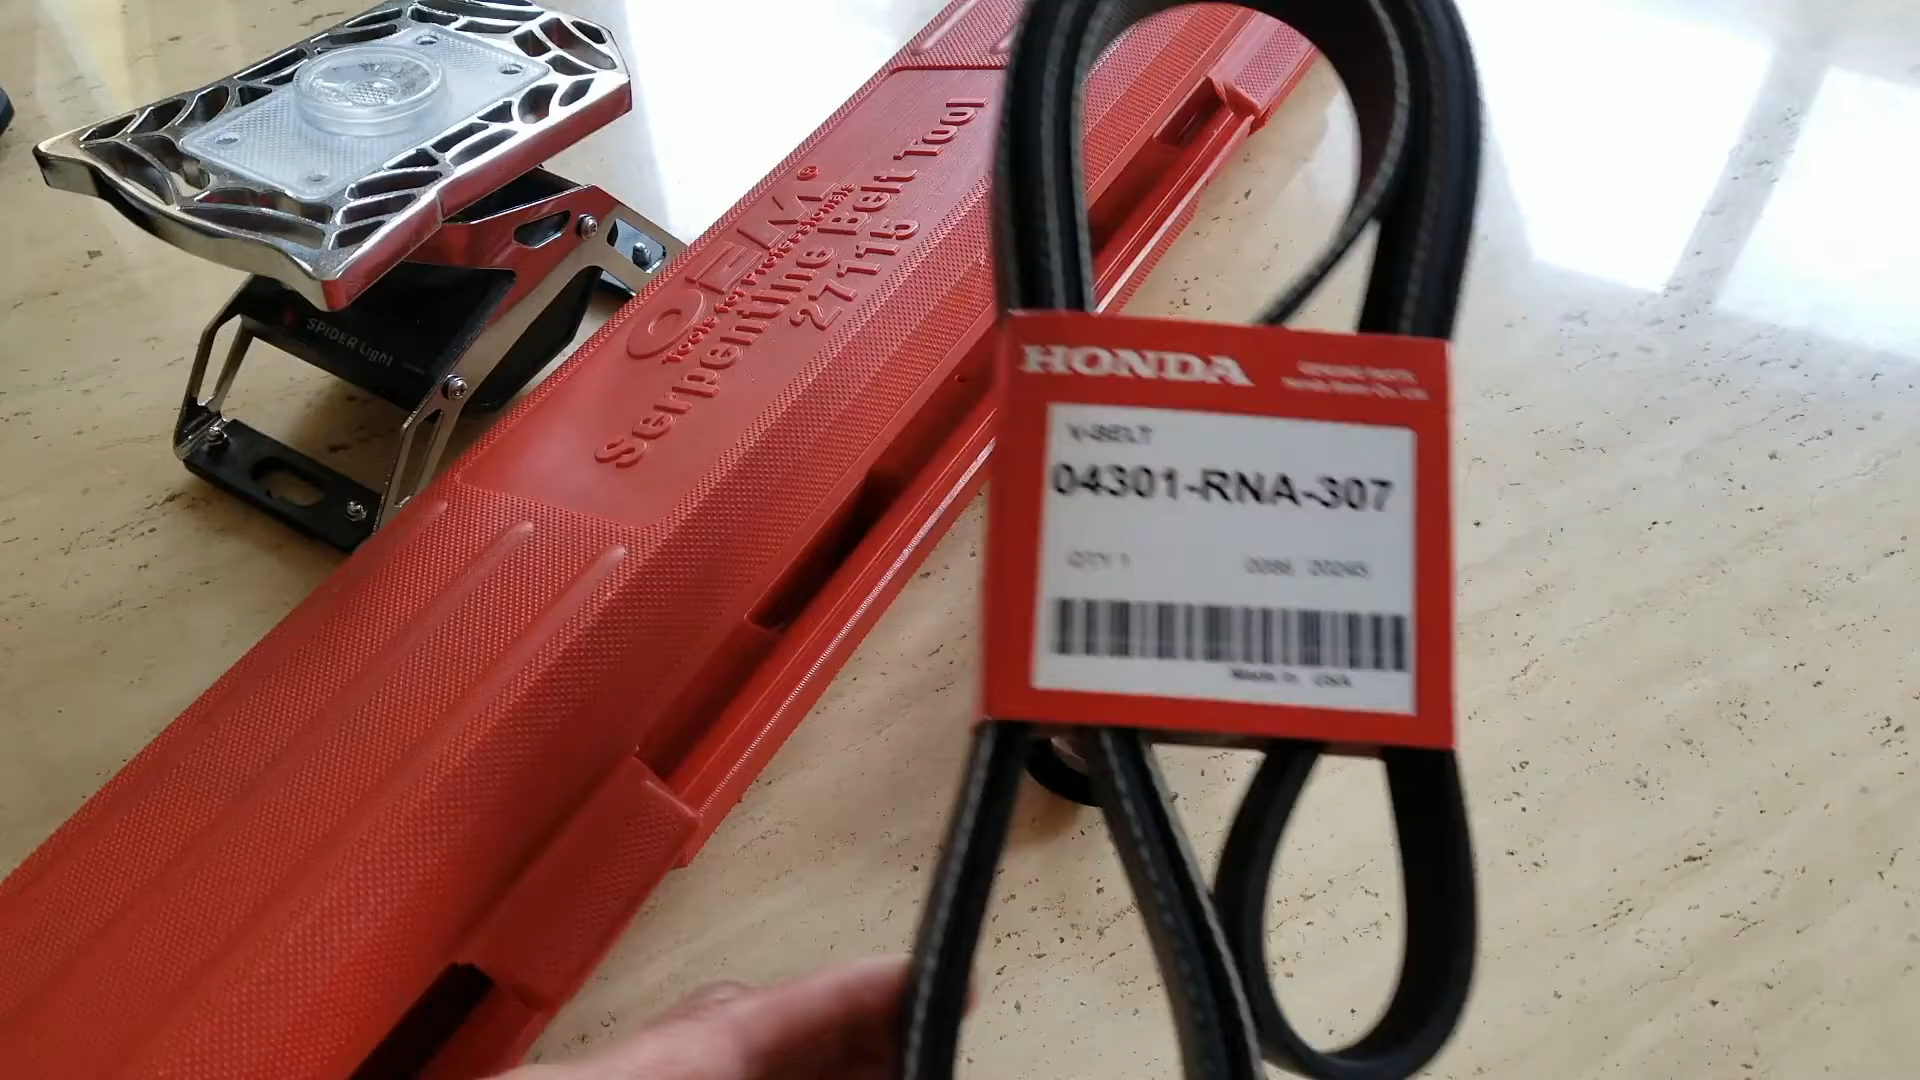 SPIDER Light
OEM®
Tools for Professionals
Serpentine Belt Tool
27115
HONDA
V-BELT
04301-RNA-307
QTY 1
Made in USA